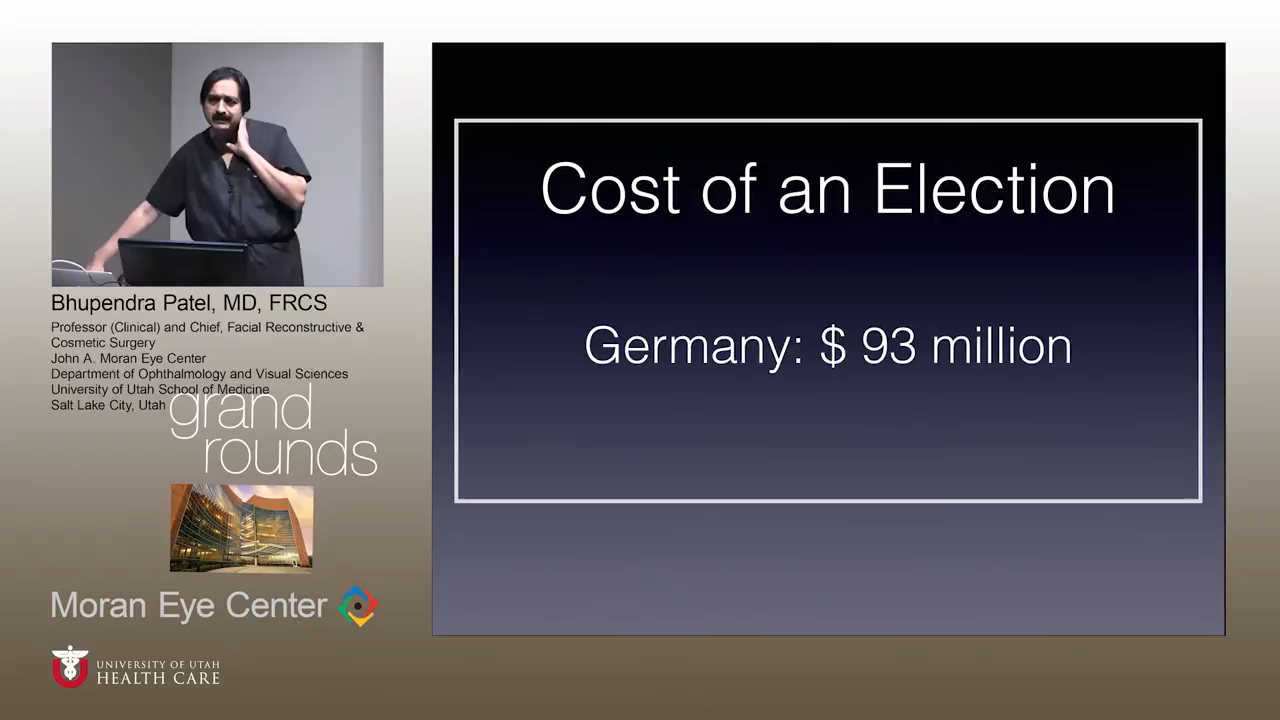 Bhupendra Patel, MD, FRCS
Professor (Clinical) and Chief, Facial Reconstructive &
Cosmetic Surgery
John A. Moran Eye Center
Department of Ophthalmology and Visual Sciences
University of Utah School of Medicine
Salt Lake City, Utah
grand
rounds
Moran Eye Center
UNIVERSITY OF UTAH
HEALTH CARE
Cost of an Election
Germany: $ 93 million